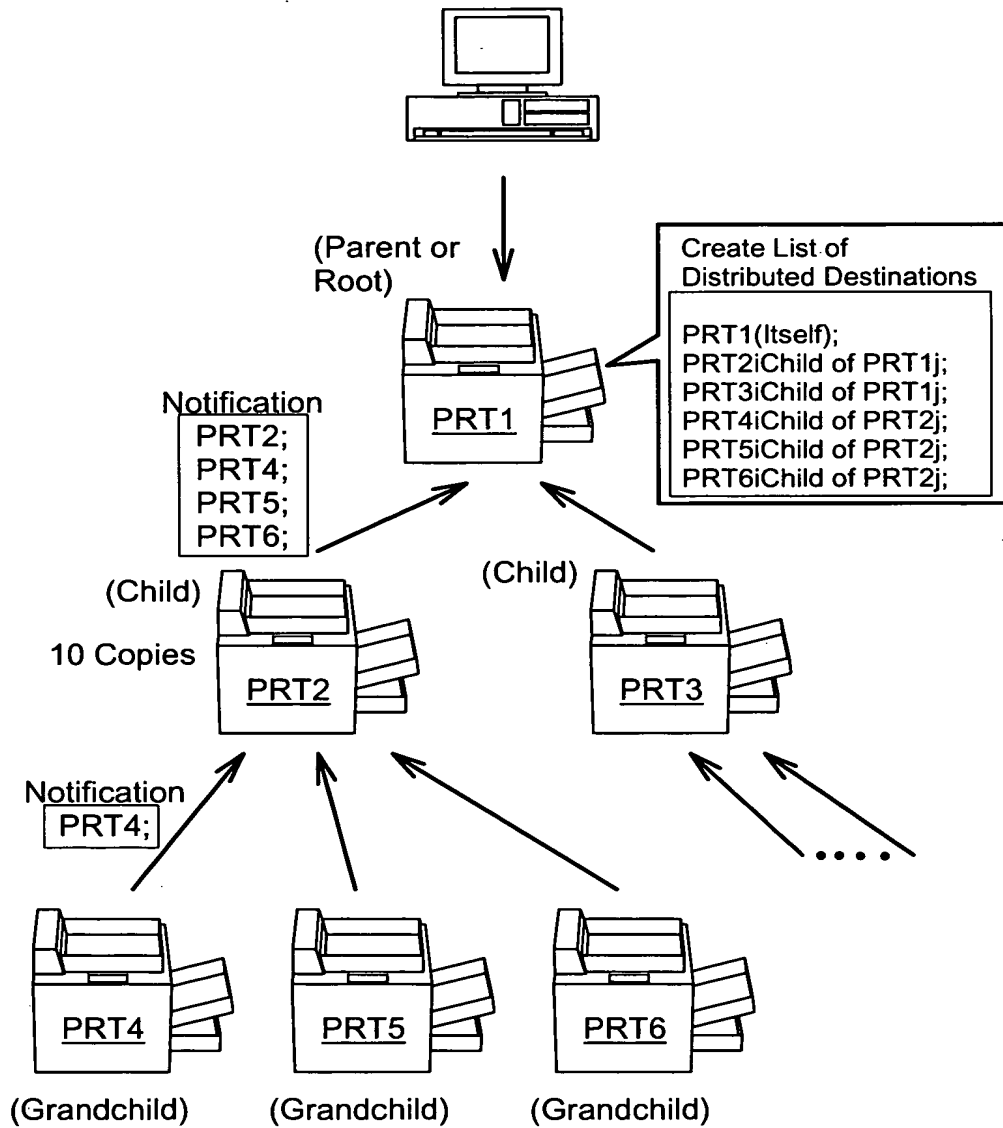 (Parent or
Root)
Create List of
Distributed Destinations
PRT1(Itself);
PRT2iChild of PRT1j;
PRT3iChild of PRT1j;
PRT4iChild of PRT2j;
PRT5iChild of PRT2j;
PRT6iChild of PRT2j;
PRT1
Notification
PRT2;
PRT4;
PRT5;
PRT6;
(Child)
10 Copies
PRT2
(Child)
PRT3
Notification
PRT4;
PRT4
PRT5
PRT6
(Grandchild)
(Grandchild)
(Grandchild)